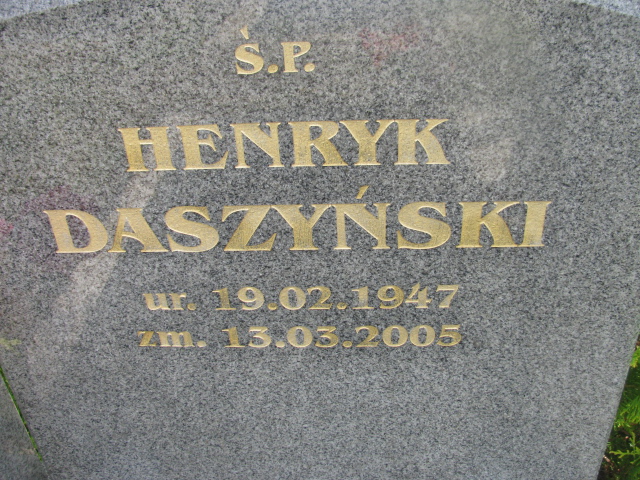 Ś.P.
HENRYK
DASZYŃSKI
ur. 19.02.1947
zm. 13.03.2005